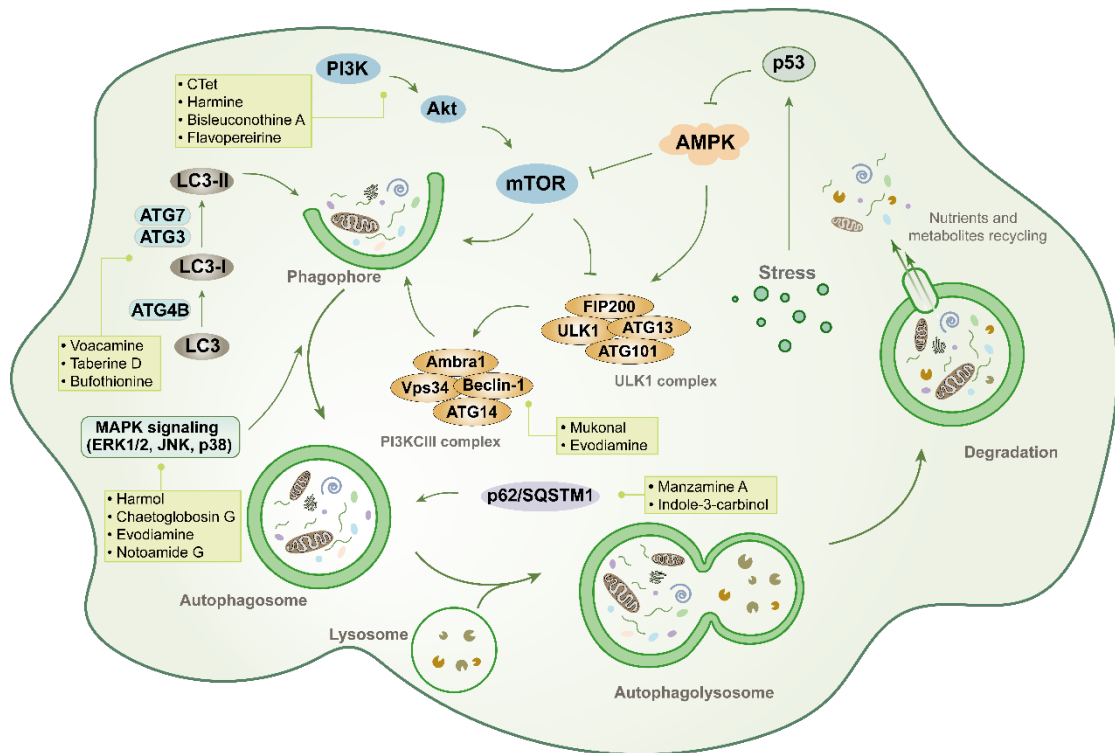 PI3K
• CTet
• Harmine
• Bisleuconothine A
• Flavopereirine
Akt
p53
AMPK
mTOR
LC3-II
ATG7
ATG3
LC3-I
ATG4B
LC3
Phagophore
• Voacamine
• Taberine D
• Bufothionine
Nutrients and
metabolites recycling
Stress
FIP200
ULK1
ATG13
ATG101
ULK1 complex
Ambra1
Vps34
Beclin-1
ATG14
PI3KCIII complex
• Mukonal
• Evodiamine
MAPK signaling
(ERK1/2, JNK, p38)
• Harmol
• Chaetoglobosin G
• Evodiamine
• Notoamide G
Degradation
p62/SQSTM1
• Manzamine A
• Indole-3-carbinol
Autophagosome
Lysosome
Autophagolysosome